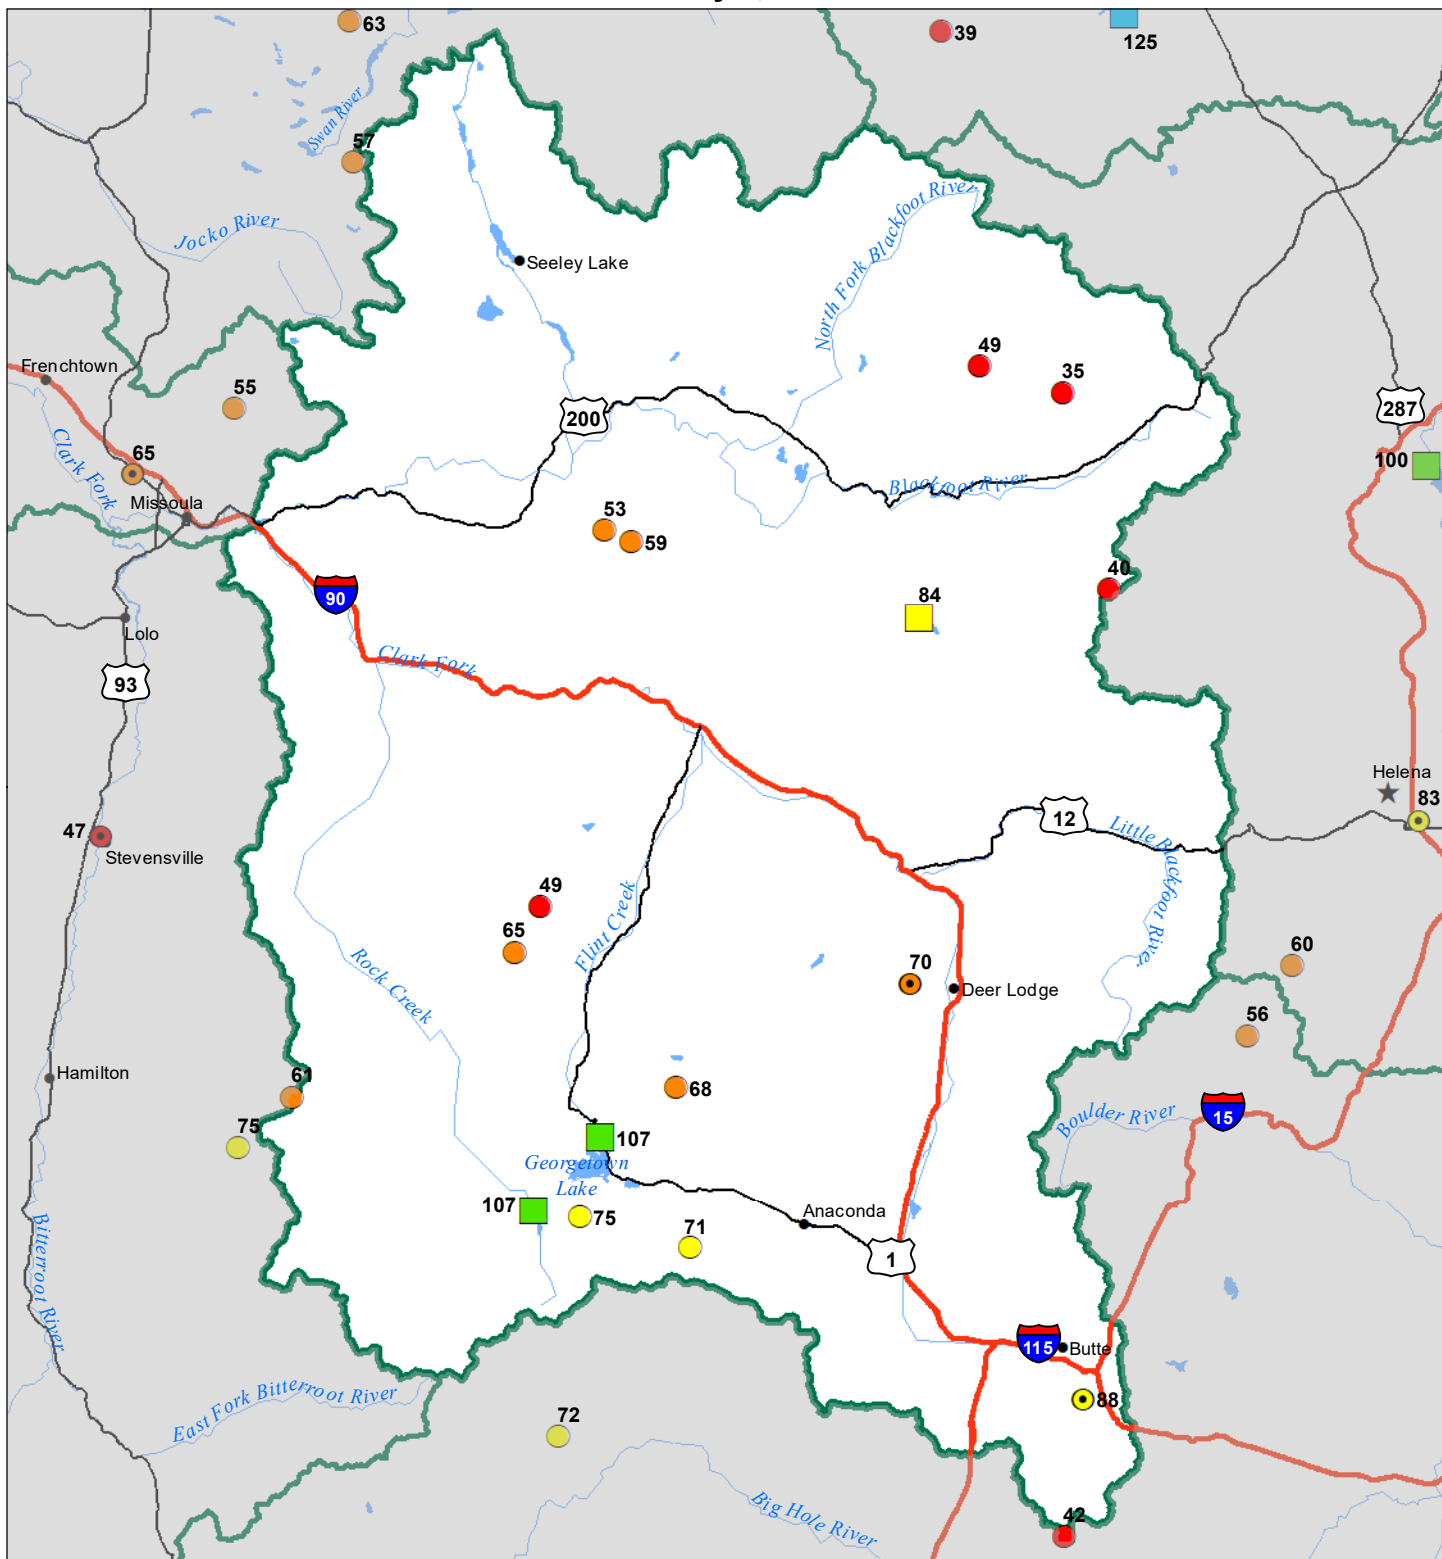 63
39
125
Swan River
57
Jocko River
North Fork Blackfoot River
Seeley Lake
Frenchtown
55
49
35
200
287
Clark Fork
65
100
Missoula
Blackfoot River
53
59
90
40
84
Lolo
Clark Fork
93
Helena
83
12
Little Blackfoot River
47
Stevensville
49
65
Flint Creek
Rock Creek
70
Deer Lodge
60
56
Hamilton
61
68
15
Boulder River
75
107
Georgetown
Lake
107
75
Anaconda
71
1
Bitterroot River
115
Butte
88
East Fork Bitterroot River
72
Big Hole River
42